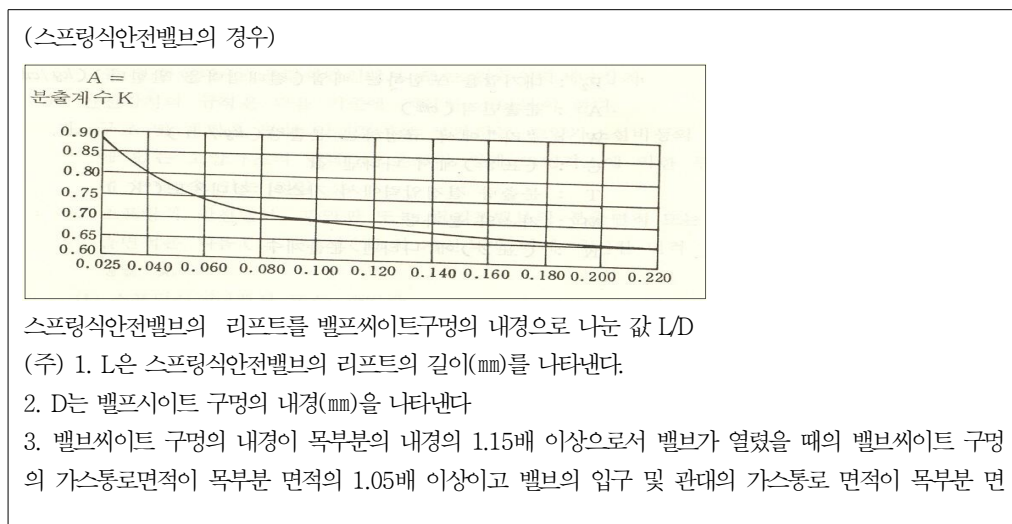 (스프링식안전밸브의 경우)
A =
분출계수 K
0.90
0.85
0.80
0.75
0.70
0.65
0.60
0.025 0.040 0.060 0.080 0.100 0.120 0.140 0.160 0.180 0.200 0.220
스프링식안전밸브의 리프트를 밸프씨이트구멍의 내경으로 나눈 값 L/D
(주) 1. L은 스프링식안전밸브의 리프트의 길이(㎜)를 나타낸다.
2. D는 밸프시이트 구멍의 내경(㎜)을 나타낸다
3. 밸브씨이트 구멍의 내경이 목부분의 내경의 1.15배 이상으로서 밸브가 열렸을 때의 밸브씨이트 구멍
의 가스통로면적이 목부분 면적의 1.05배 이상이고 밸브의 입구 및 관대의 가스통로 면적이 목부분 면